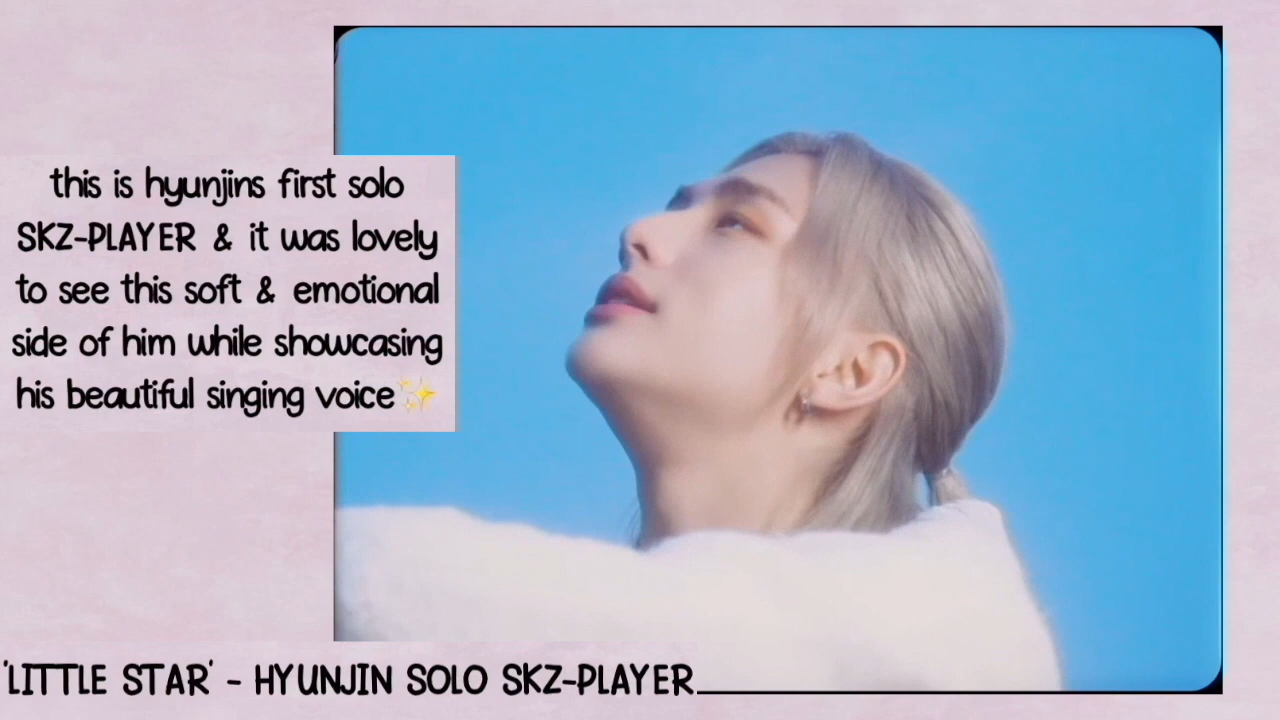 this is hyunjins first solo
SKZ-PLAYER & it was lovely
to see this soft & emotional
side of him while showcasing
his beautiful singing voice✨
'LITTLE STAR' - HYUNJIN SOLO SKZ-PLAYER